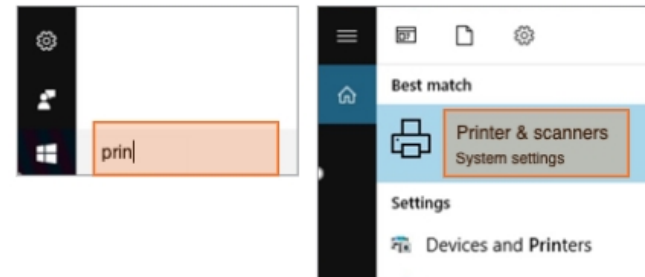 prin
Best match
Printer & scanners
System settings
Settings
Devices and Printers